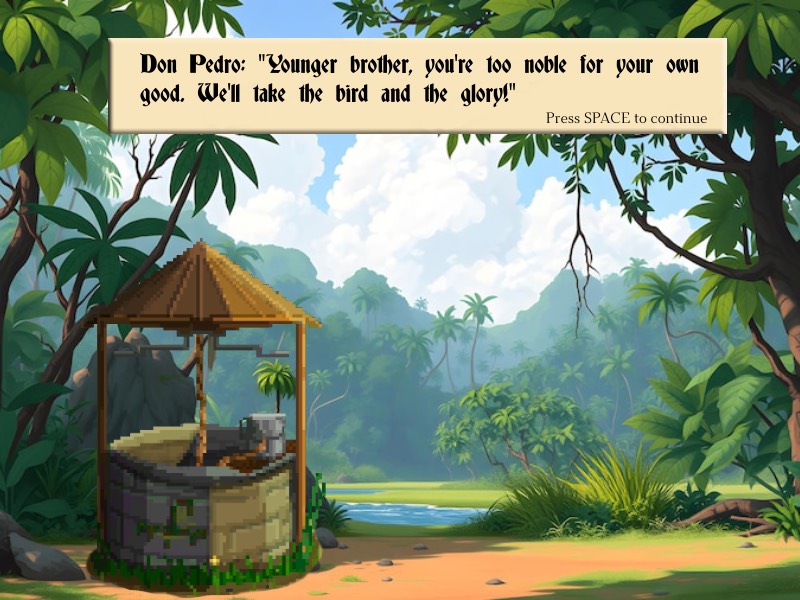 Don Pedro: "Younger brother, you're too noble for your own
good. We'll take the bird and the glory!"
Press SPACE to continue